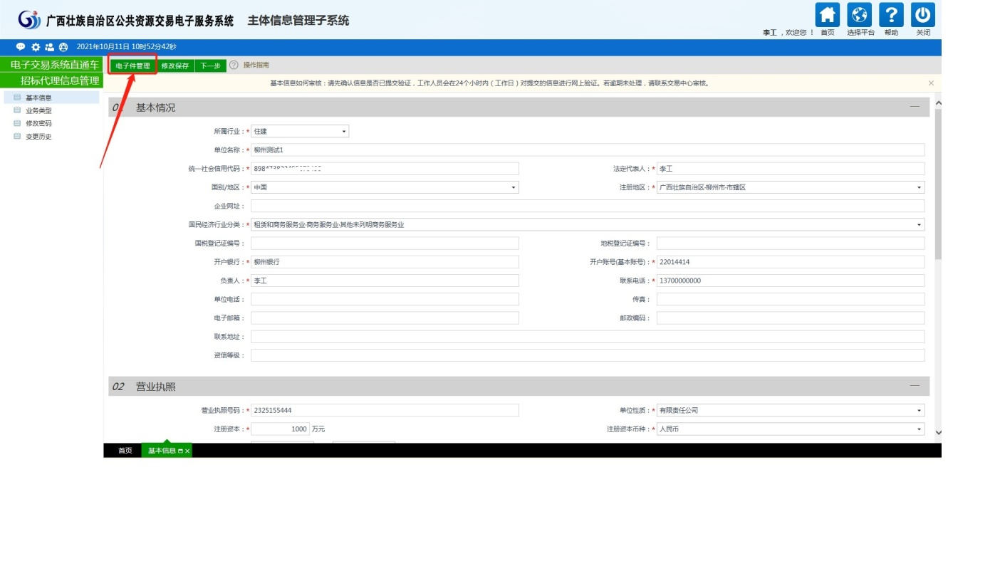 广西壮族自治区公共资源交易电子服务系统 主体信息管理子系统
李工，欢迎您！ 首页 选择平台 帮助 关闭
2021年10月11日 10时52分42秒
电子交易系统直通车
招标代理信息管理
基本信息
业务类型
修改密码
变更历史
电子件管理 修改保存 下一步 ? 操作指南
基本信息如何审核：请先确认信息是否已提交验证，工作人员会在24个小时内（工作日）对提交的信息进行网上验证。若逾期未处理，请联系交易中心审核。
基本情况
所属行业：* 住建
单位名称：* 柳州测试1
统一社会信用代码：*
法定代表人：* 李工
国别/地区：* 中国
注册地区：* 广西壮族自治区·柳州市·市辖区
企业网址：
国民经济行业分类：* 租赁和商务服务业·商务服务业·其他未列明商务服务业
国税登记证编号：
地税登记证编号：
开户银行：* 柳州银行
开户账号(基本账号)：* 22014414
负责人：* 李工
联系电话：* 13700000000
单位电话：
传真：
电子邮箱：
邮政编码：
联系地址：
资信等级：
02 营业执照
营业执照号码：* 2325155444
单位性质：* 有限责任公司
注册资本：* 1000 万元
注册资本币种：* 人民币
首页 基本信息